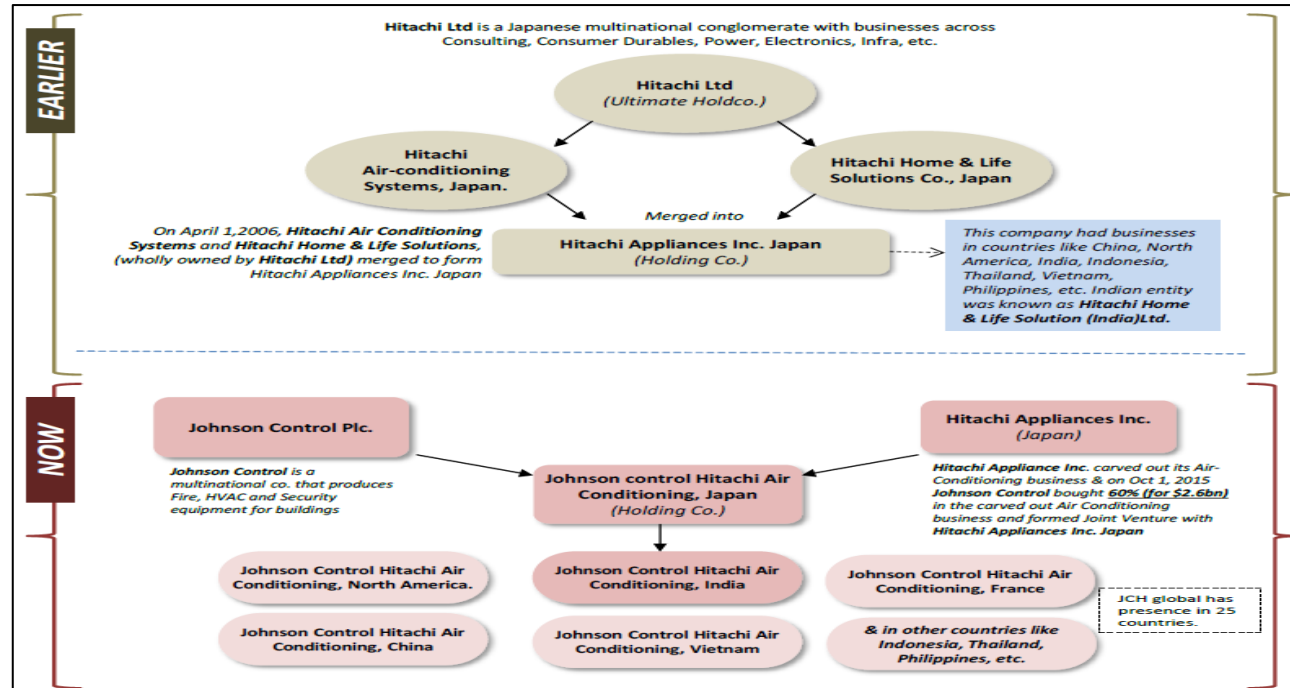 EARLIER
Hitachi Ltd is a Japanese multinational conglomerate with businesses across
Consulting, Consumer Durables, Power, Electronics, Infra, etc.
Hitachi Ltd
(Ultimate Holdco.)
Hitachi
Air-conditioning
Systems, Japan.
Hitachi Home & Life
Solutions Co., Japan
Merged into
On April 1,2006, Hitachi Air Conditioning
Systems and Hitachi Home & Life Solutions,
(wholly owned by Hitachi Ltd) merged to form
Hitachi Appliances Inc. Japan
Hitachi Appliances Inc. Japan
(Holding Co.)
This company had businesses
in countries like China, North
America, India, Indonesia,
Thailand, Vietnam,
Philippines, etc. Indian entity
was known as Hitachi Home
& Life Solution (India)Ltd.
NOW
Johnson Control Plc.
Hitachi Appliances Inc.
(Japan)
Johnson Control is a
multinational co. that produces
Fire, HVAC and Security
equipment for buildings
Johnson control Hitachi Air
Conditioning, Japan
(Holding Co.)
Hitachi Appliance Inc. carved out its Air-
Conditioning business & on Oct 1, 2015
Johnson Control bought 60% (for $2.6bn)
in the carved out Air Conditioning
business and formed Joint Venture with
Hitachi Appliances Inc. Japan
Johnson Control Hitachi Air
Conditioning, North America.
Johnson Control Hitachi Air
Conditioning, India
Johnson Control Hitachi Air
Conditioning, France
JCH global has
presence in 25
countries.
Johnson Control Hitachi Air
Conditioning, China
Johnson Control Hitachi Air
Conditioning, Vietnam
& in other countries like
Indonesia, Thailand,
Philippines, etc.